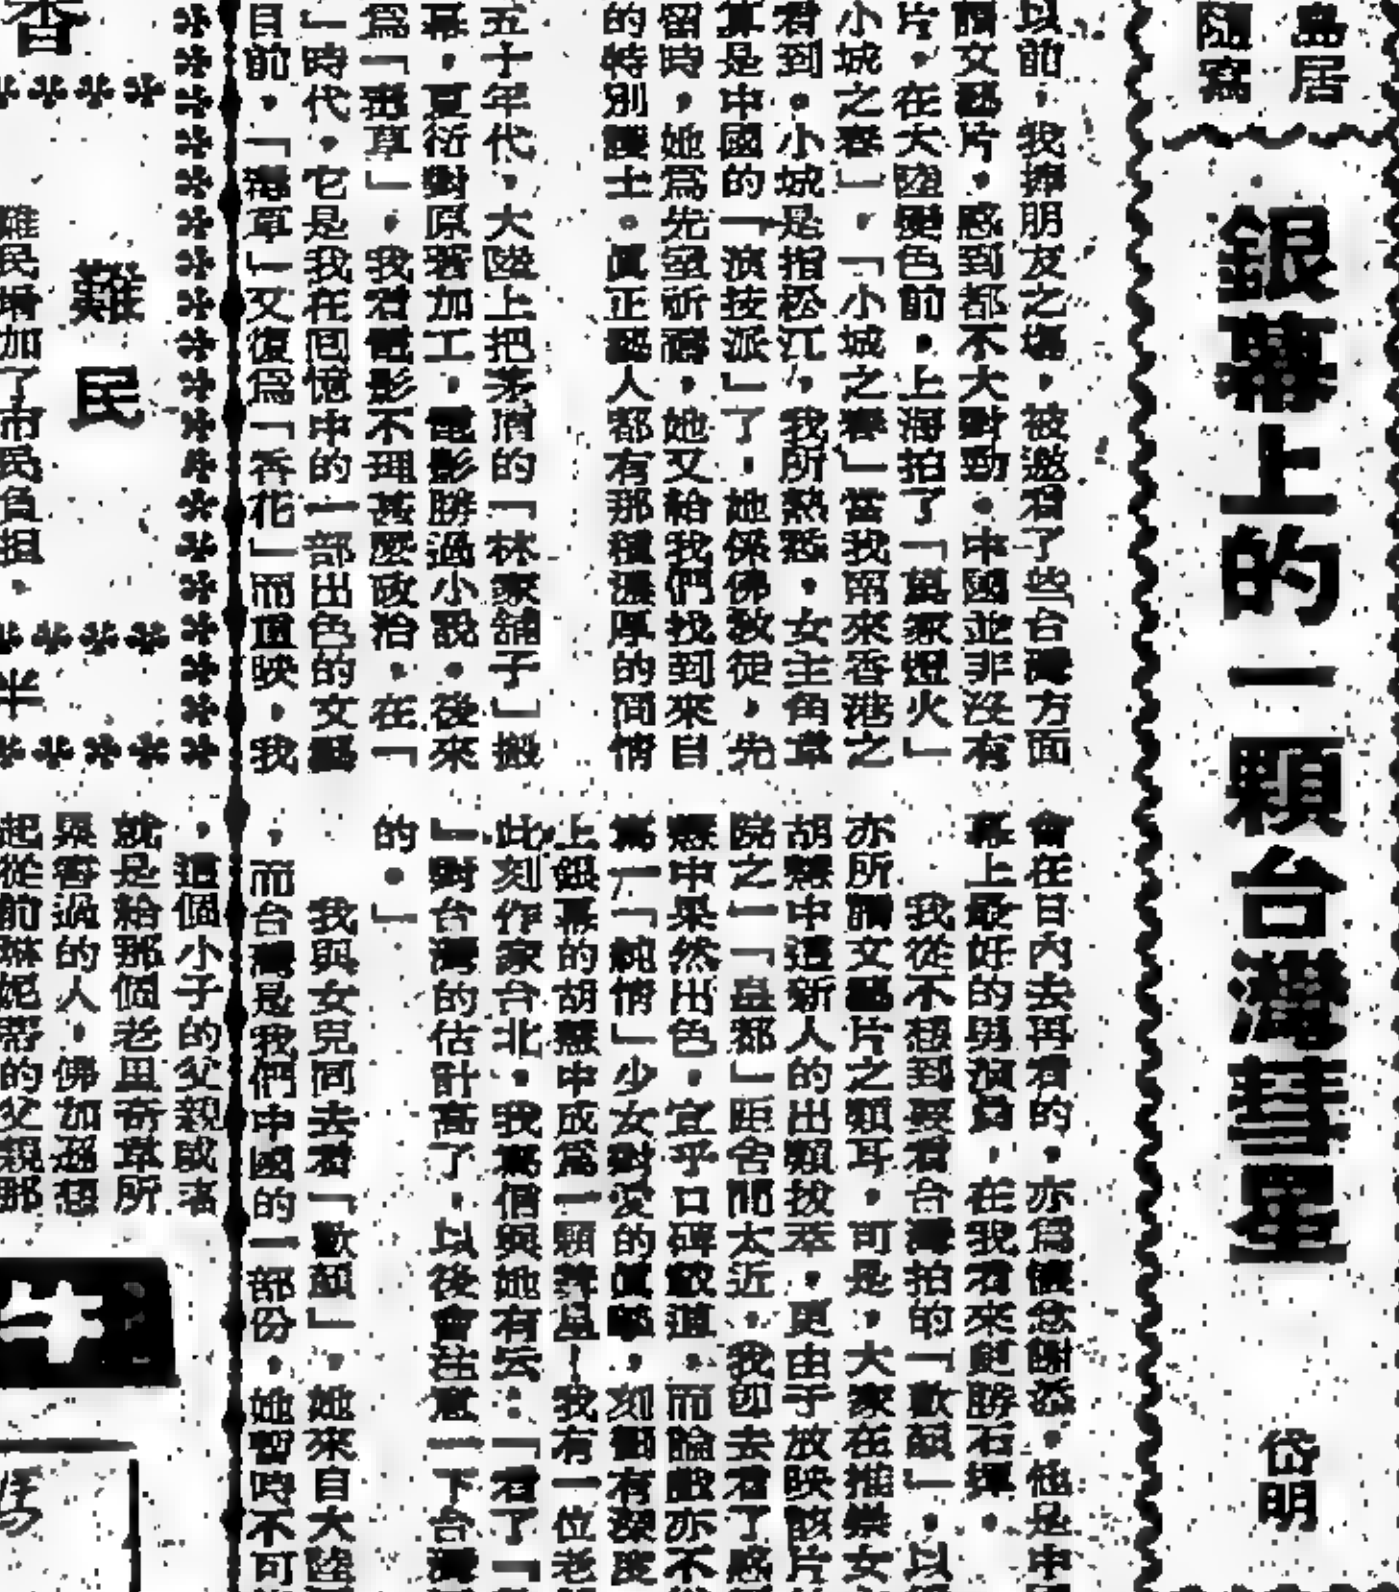 島居
隨寫
銀幕上的一顆台灣彗星
岱明
以前，我捧朋友之塲，被邀看了些台灣方面
謂文藝片，感到都不大對勁。中國並非沒有
片，在大陸變色前，上海拍了「萬家燈火」
小城之春」，「小城之春」當我留來香港之
看到。小城是指松江，我所熟悉。女主角韋
算是中國的「演技派」了！她係佛敎徒，先
留時，她爲先室祈禱，她又給我們找到來自
的特別護士。眞正藝人都有那種濃厚的同情
五十年代，大陸上把茅盾的「林家舖子」搬
幕，夏衍對原著加工，電影勝過小說。後來
爲「毒草」，我看電影不理甚麼政治，在「
」時代，它是我在回憶中的一部出色的文藝
目前，「毒草」又復爲「香花」而重映，我
會在日內去再看的，亦爲懷念謝添，他是中
幕上最好的男演員，在我看來更勝石揮。
我從不想到要看台灣拍的「歡顏」，以
亦所謂文藝片之類耳，可是，大家在推崇女
胡慧中這新人的出類拔萃，更由于放映該片
院之一「皇都」距舍間太近，我卽去看了
慧中果然出色，宜乎口碑載道。而論戲亦不
寫「純情」少女對愛的眞摯，刻劃有深度
上銀幕的胡慧中成爲一顆彗星！我有一位老
此刻作家台北，我寫信與她有云：「看了「
」對台灣的估計高了，以後會注意一下台灣
的。」
我與女兒同去看「歡顏」，她來自大陸
，而台灣是我們中國的一部份，她暫時不可
香
難民
難民增加了市民負担。
半
，這個小子的父親或者
就是給那個老
的人，佛加遜想
起從前琳妮帶的父親那
牛